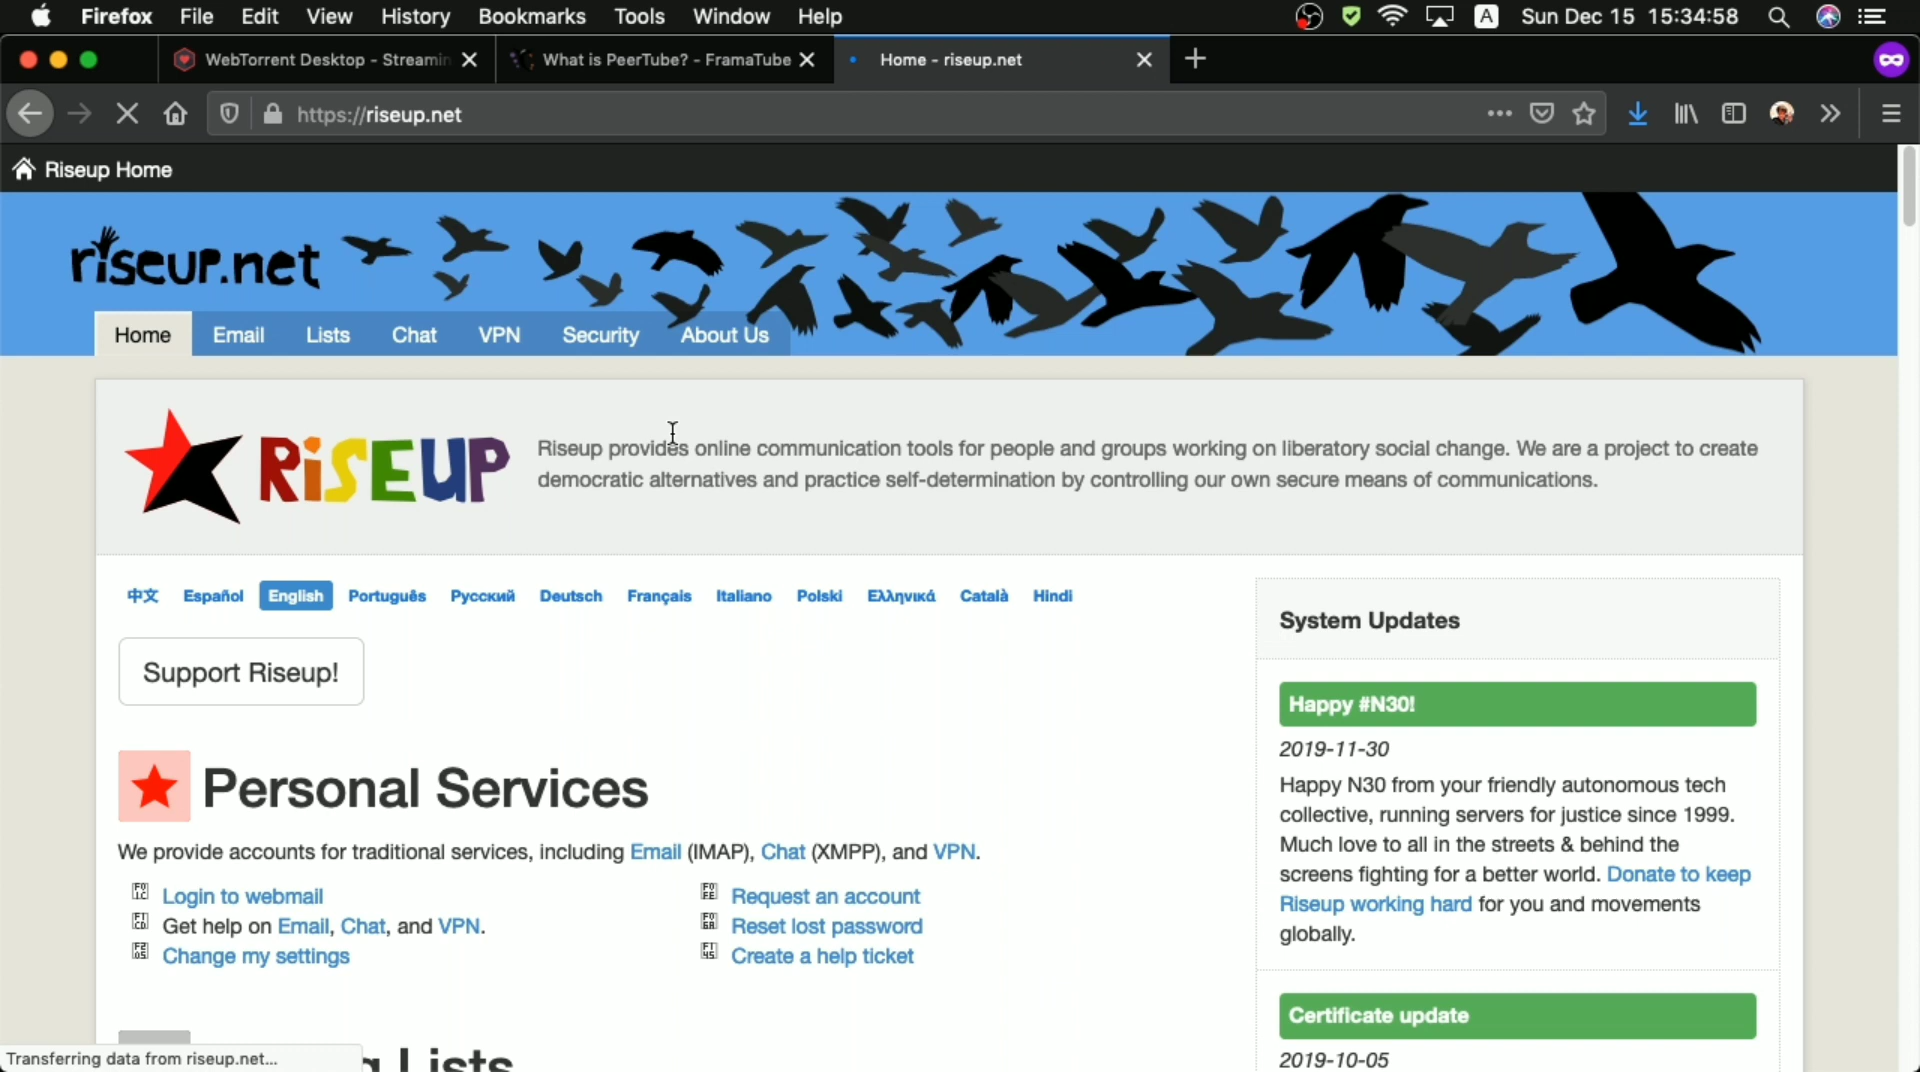 Firefox File Edit View History Bookmarks Tools Window Help A Sun Dec 15 15:34:58
WebTorrent Desktop - Streamin What is PeerTube? - FramaTube Home - riseup.net
https://riseup.net
Riseup Home
riseup.net
Home Email Lists Chat VPN Security About Us
RiSEUP
Riseup provides online communication tools for people and groups working on liberatory social change. We are a project to create
democratic alternatives and practice self-determination by controlling our own secure means of communications.
中文 Español English Português Русский Deutsch Français Italiano Polski Ελληνικά Català Hindi
Support Riseup!
Personal Services
We provide accounts for traditional services, including Email (IMAP), Chat (XMPP), and VPN.
Login to webmail
Get help on Email, Chat, and VPN.
Change my settings
Request an account
Reset lost password
Create a help ticket
System Updates
Happy #N30!
2019-11-30
Happy N30 from your friendly autonomous tech
collective, running servers for justice since 1999.
Much love to all in the streets & behind the
screens fighting for a better world. Donate to keep
Riseup working hard for you and movements
globally.
Certificate update
2019-10-05
Lists
Transferring data from riseup.net...